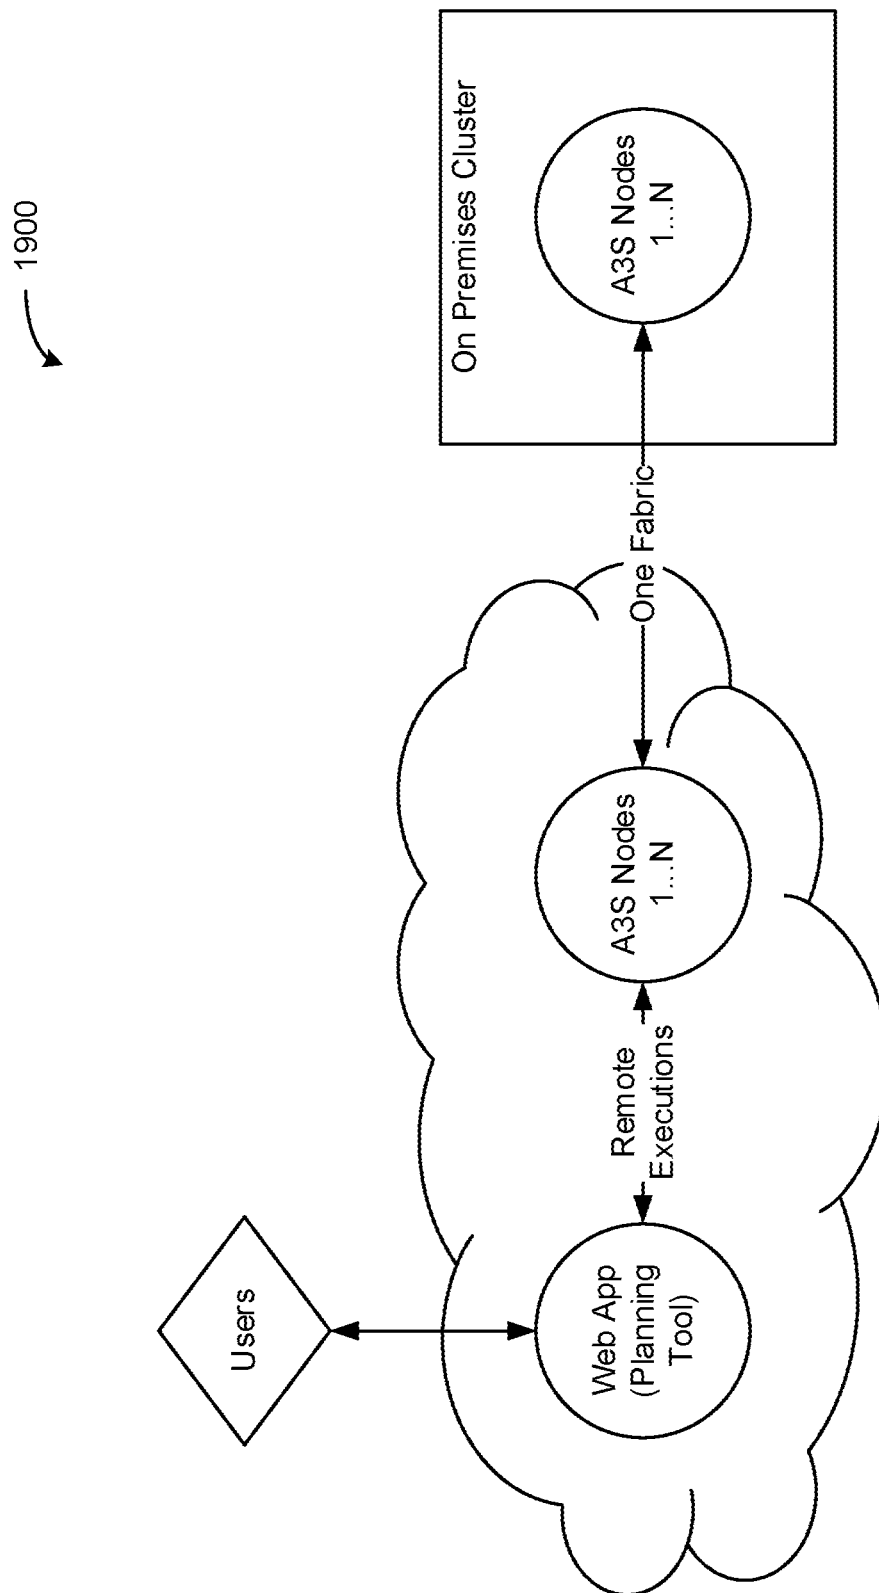 1900
Users
Web App
(Planning
Tool)
Remote
Executions
A3S Nodes
1...N
One Fabric
On Premises Cluster
A3S Nodes
1...N